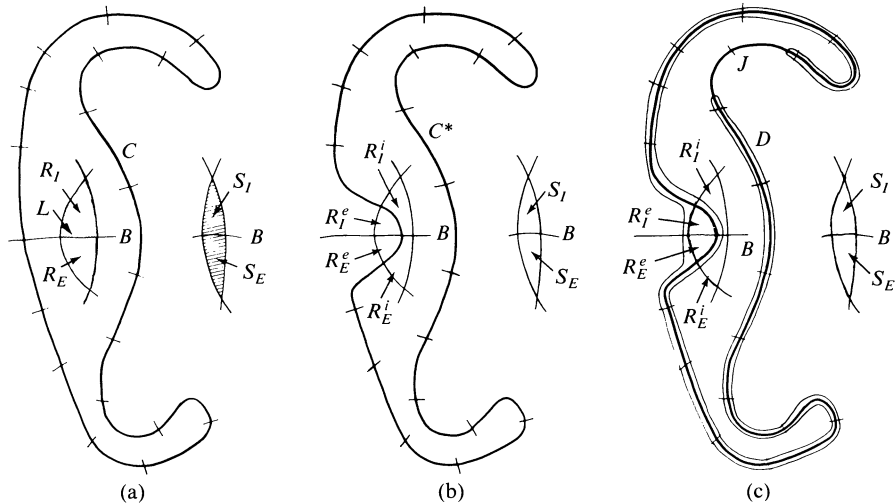 C
R_I
L
B
R_E
S_I
B
S_E
(a)
C*
R_I^i
R_I^e
B
R_E^e
R_E^i
S_I
B
S_E
(b)
J
D
R_I^i
R_I^e
B
R_E^e
R_E^i
S_I
B
S_E
(c)